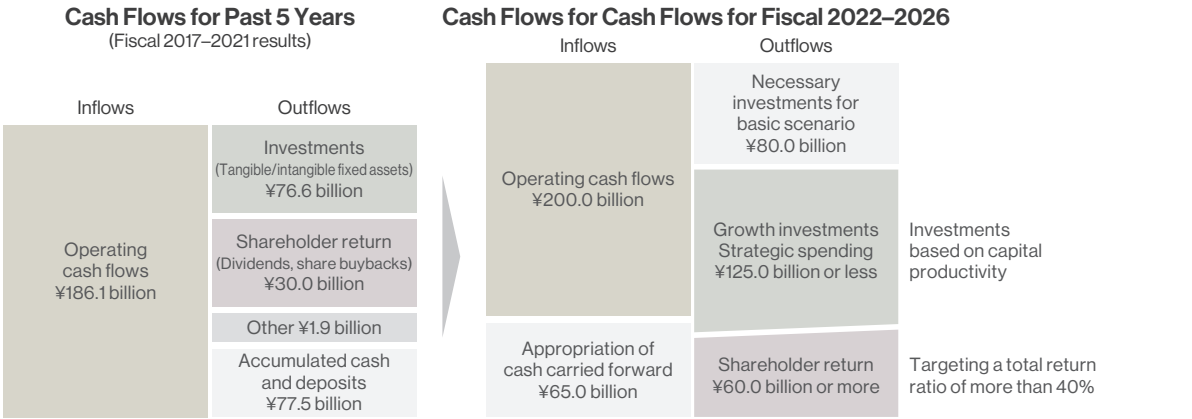 Cash Flows for Past 5 Years
(Fiscal 2017–2021 results)
Inflows
Outflows
Operating
cash flows
¥186.1 billion
Investments
(Tangible/intangible fixed assets)
¥76.6 billion
Shareholder return
(Dividends, share buybacks)
¥30.0 billion
Other ¥1.9 billion
Accumulated cash
and deposits
¥77.5 billion
Cash Flows for Cash Flows for Fiscal 2022–2026
Inflows
Outflows
Operating cash flows
¥200.0 billion
Appropriation of
cash carried forward
¥65.0 billion
Necessary
investments for
basic scenario
¥80.0 billion
Growth investments
Strategic spending
¥125.0 billion or less
Investments
based on capital
productivity
Shareholder return
¥60.0 billion or more
Targeting a total return
ratio of more than 40%